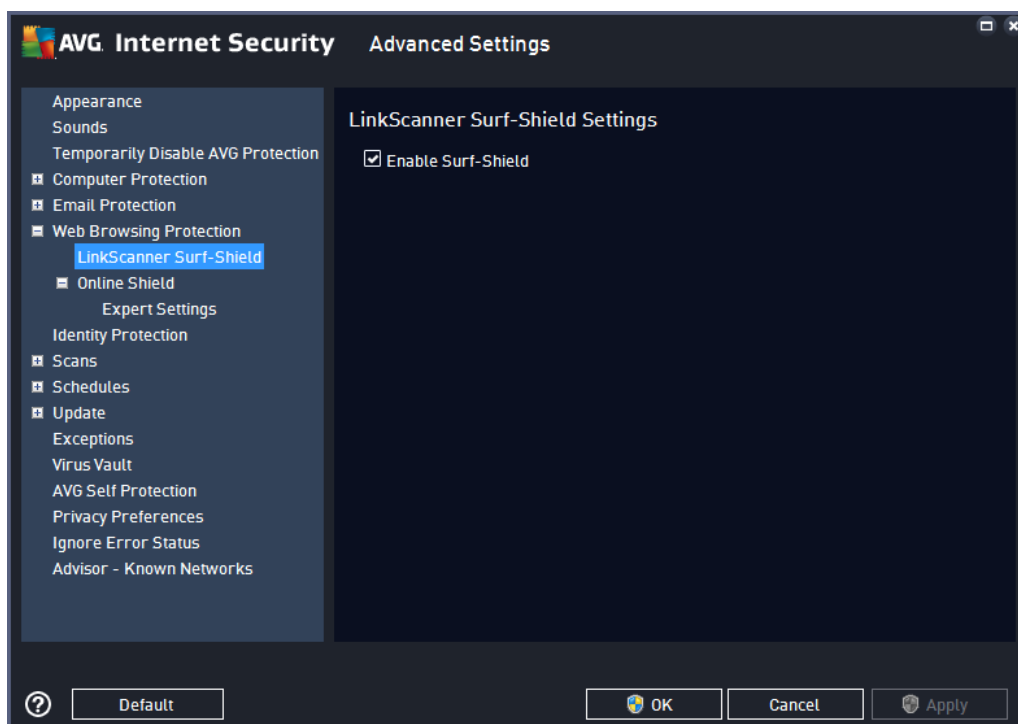 AVG. Internet Security Advanced Settings
Appearance
Sounds
Temporarily Disable AVG Protection
Computer Protection
Email Protection
Web Browsing Protection
LinkScanner Surf-Shield
Online Shield
Expert Settings
Identity Protection
Scans
Schedules
Update
Exceptions
Virus Vault
AVG Self Protection
Privacy Preferences
Ignore Error Status
Advisor - Known Networks
LinkScanner Surf-Shield Settings
Enable Surf-Shield
? Default OK Cancel Apply